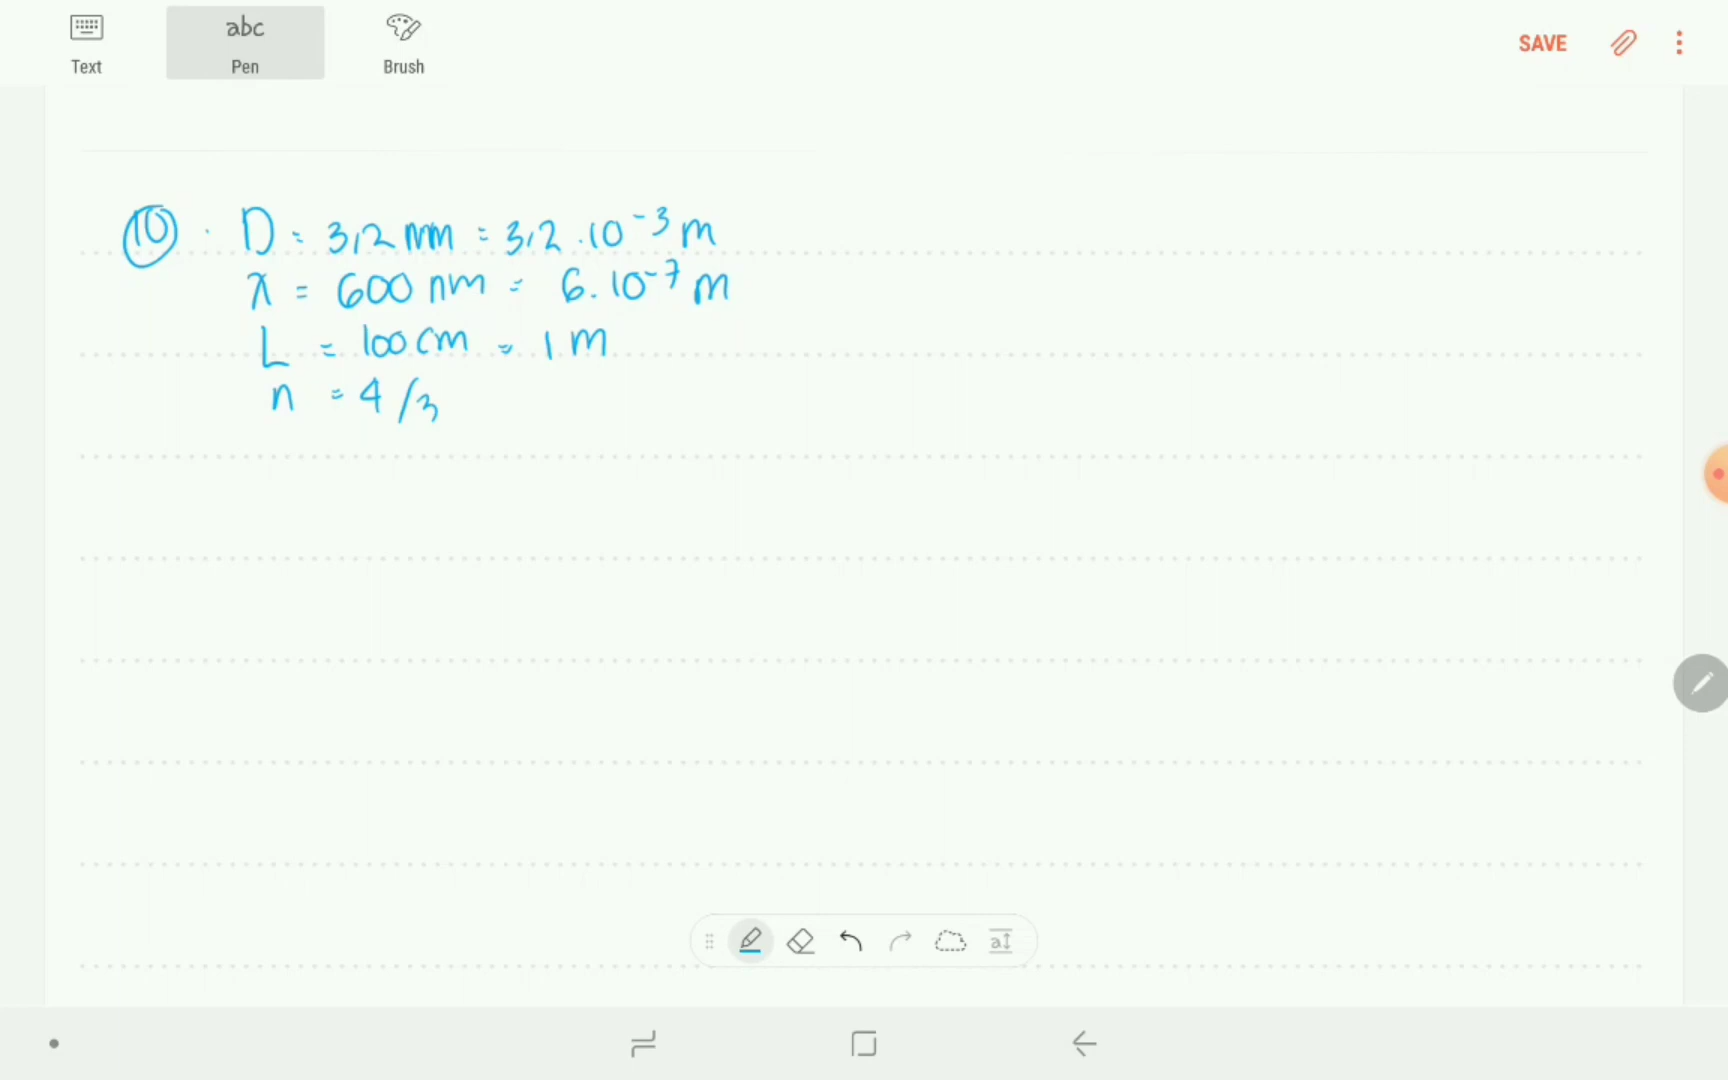 Text
abc
Pen
Brush
SAVE
10 . D = 3,2 mm = 3,2 . 10⁻³ m
λ = 600 nm = 6. 10⁻⁷ m
L = 100 cm = 1 m
n = 4/3
a